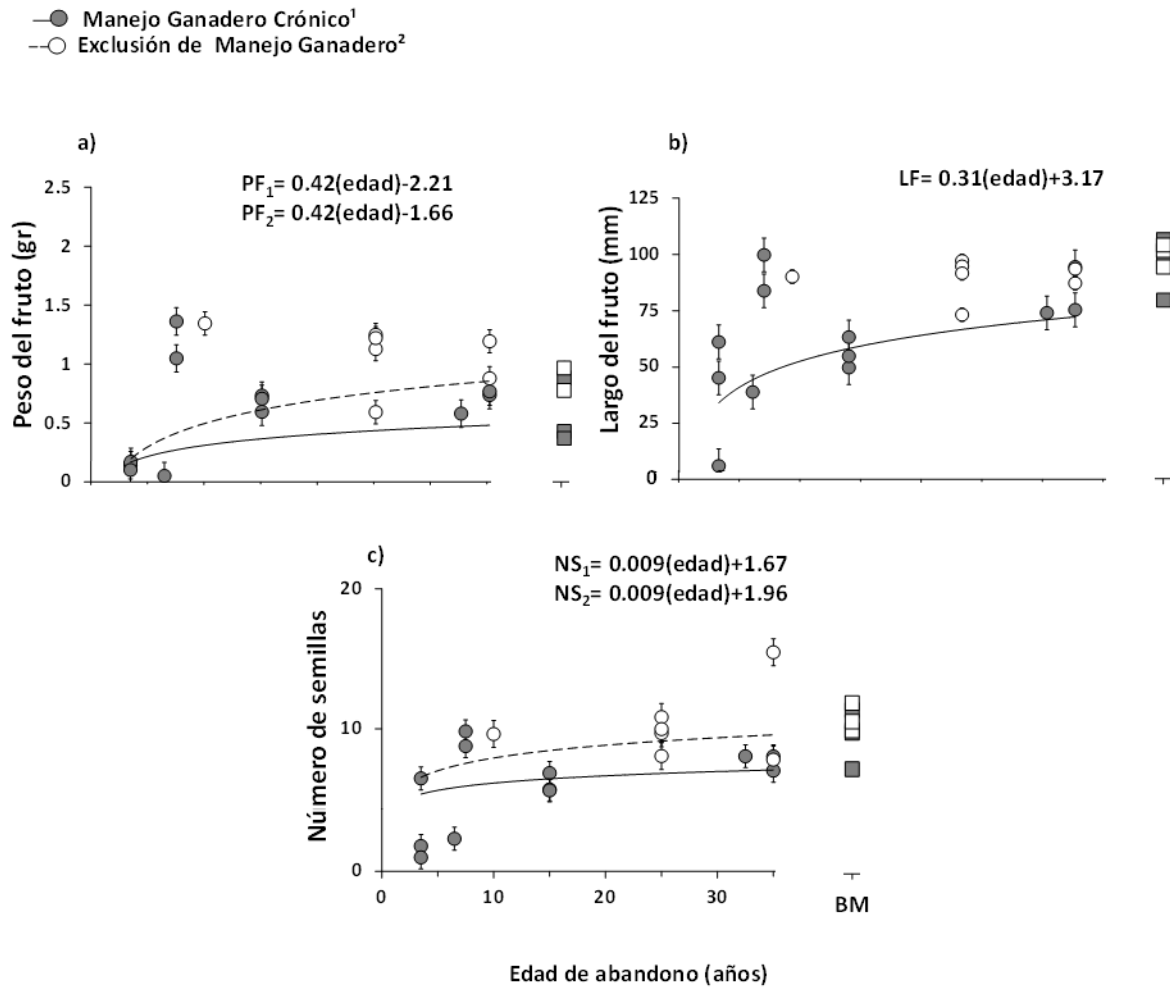 Manejo Ganadero Crónico¹
Exclusión de Manejo Ganadero²
a)
PF₁= 0.42(edad)-2.21
PF₂= 0.42(edad)-1.66
Peso del fruto (gr)
2.5
2
1.5
1
0.5
0
b)
LF= 0.31(edad)+3.17
Largo del fruto (mm)
125
100
75
50
25
0
c)
NS₁= 0.009(edad)+1.67
NS₂= 0.009(edad)+1.96
Número de semillas
20
10
0
0 10 20 30
BM
Edad de abandono (años)